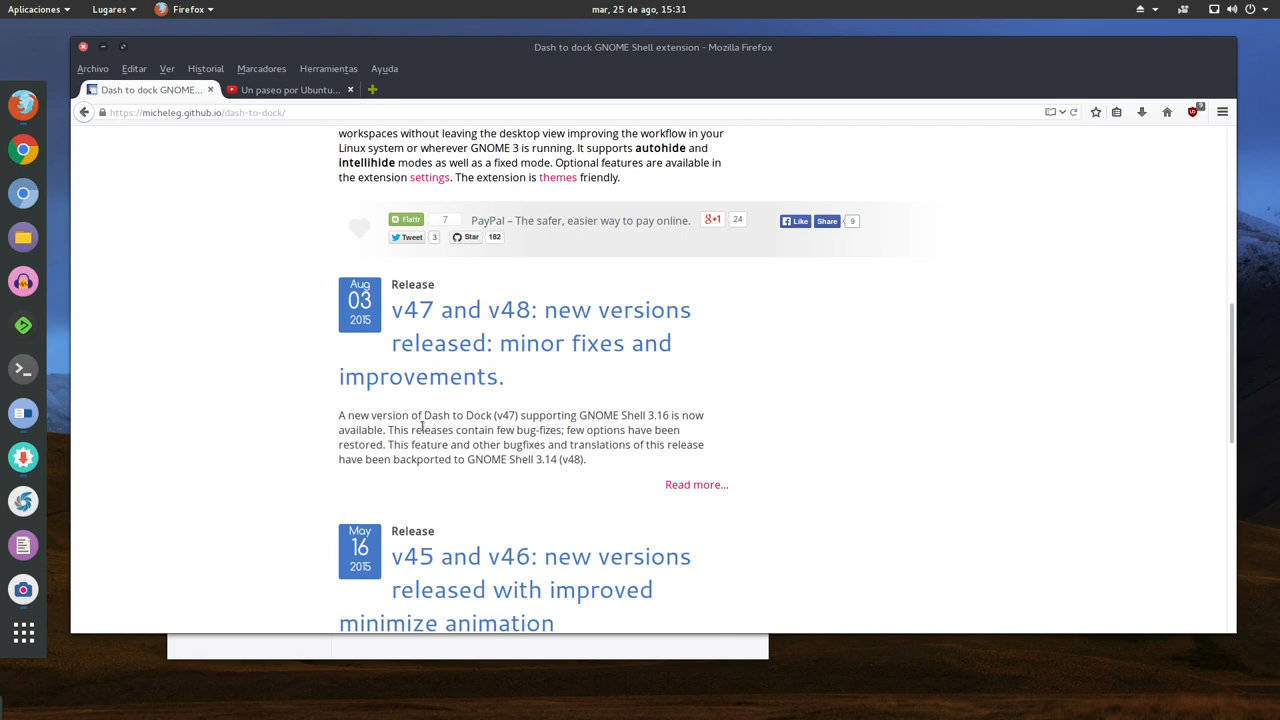 Aplicaciones
Lugares
Firefox
mar, 25 de ago, 15:31
Dash to dock GNOME Shell extension - Mozilla Firefox
Archivo Editar Ver Historial Marcadores Herramientas Ayuda
Dash to dock GNOME...
Un paseo por Ubuntu...
https://micheleg.github.io/dash-to-dock/
9
workspaces without leaving the desktop view improving the workflow in your
Linux system or wherever GNOME 3 is running. It supports autohide and
intellihide modes as well as a fixed mode. Optional features are available in
the extension settings. The extension is themes friendly.
Flattr 7 PayPal – The safer, easier way to pay online. g+1 24 Like Share 9
Tweet 3 Star 182
Aug
03
2015
Release
v47 and v48: new versions
released: minor fixes and
improvements.
A new version of Dash to Dock (v47) supporting GNOME Shell 3.16 is now
available. This releases contain few bug-fizes; few options have been
restored. This feature and other bugfixes and translations of this release
have been backported to GNOME Shell 3.14 (v48).
Read more...
May
16
2015
Release
v45 and v46: new versions
released with improved
minimize animation